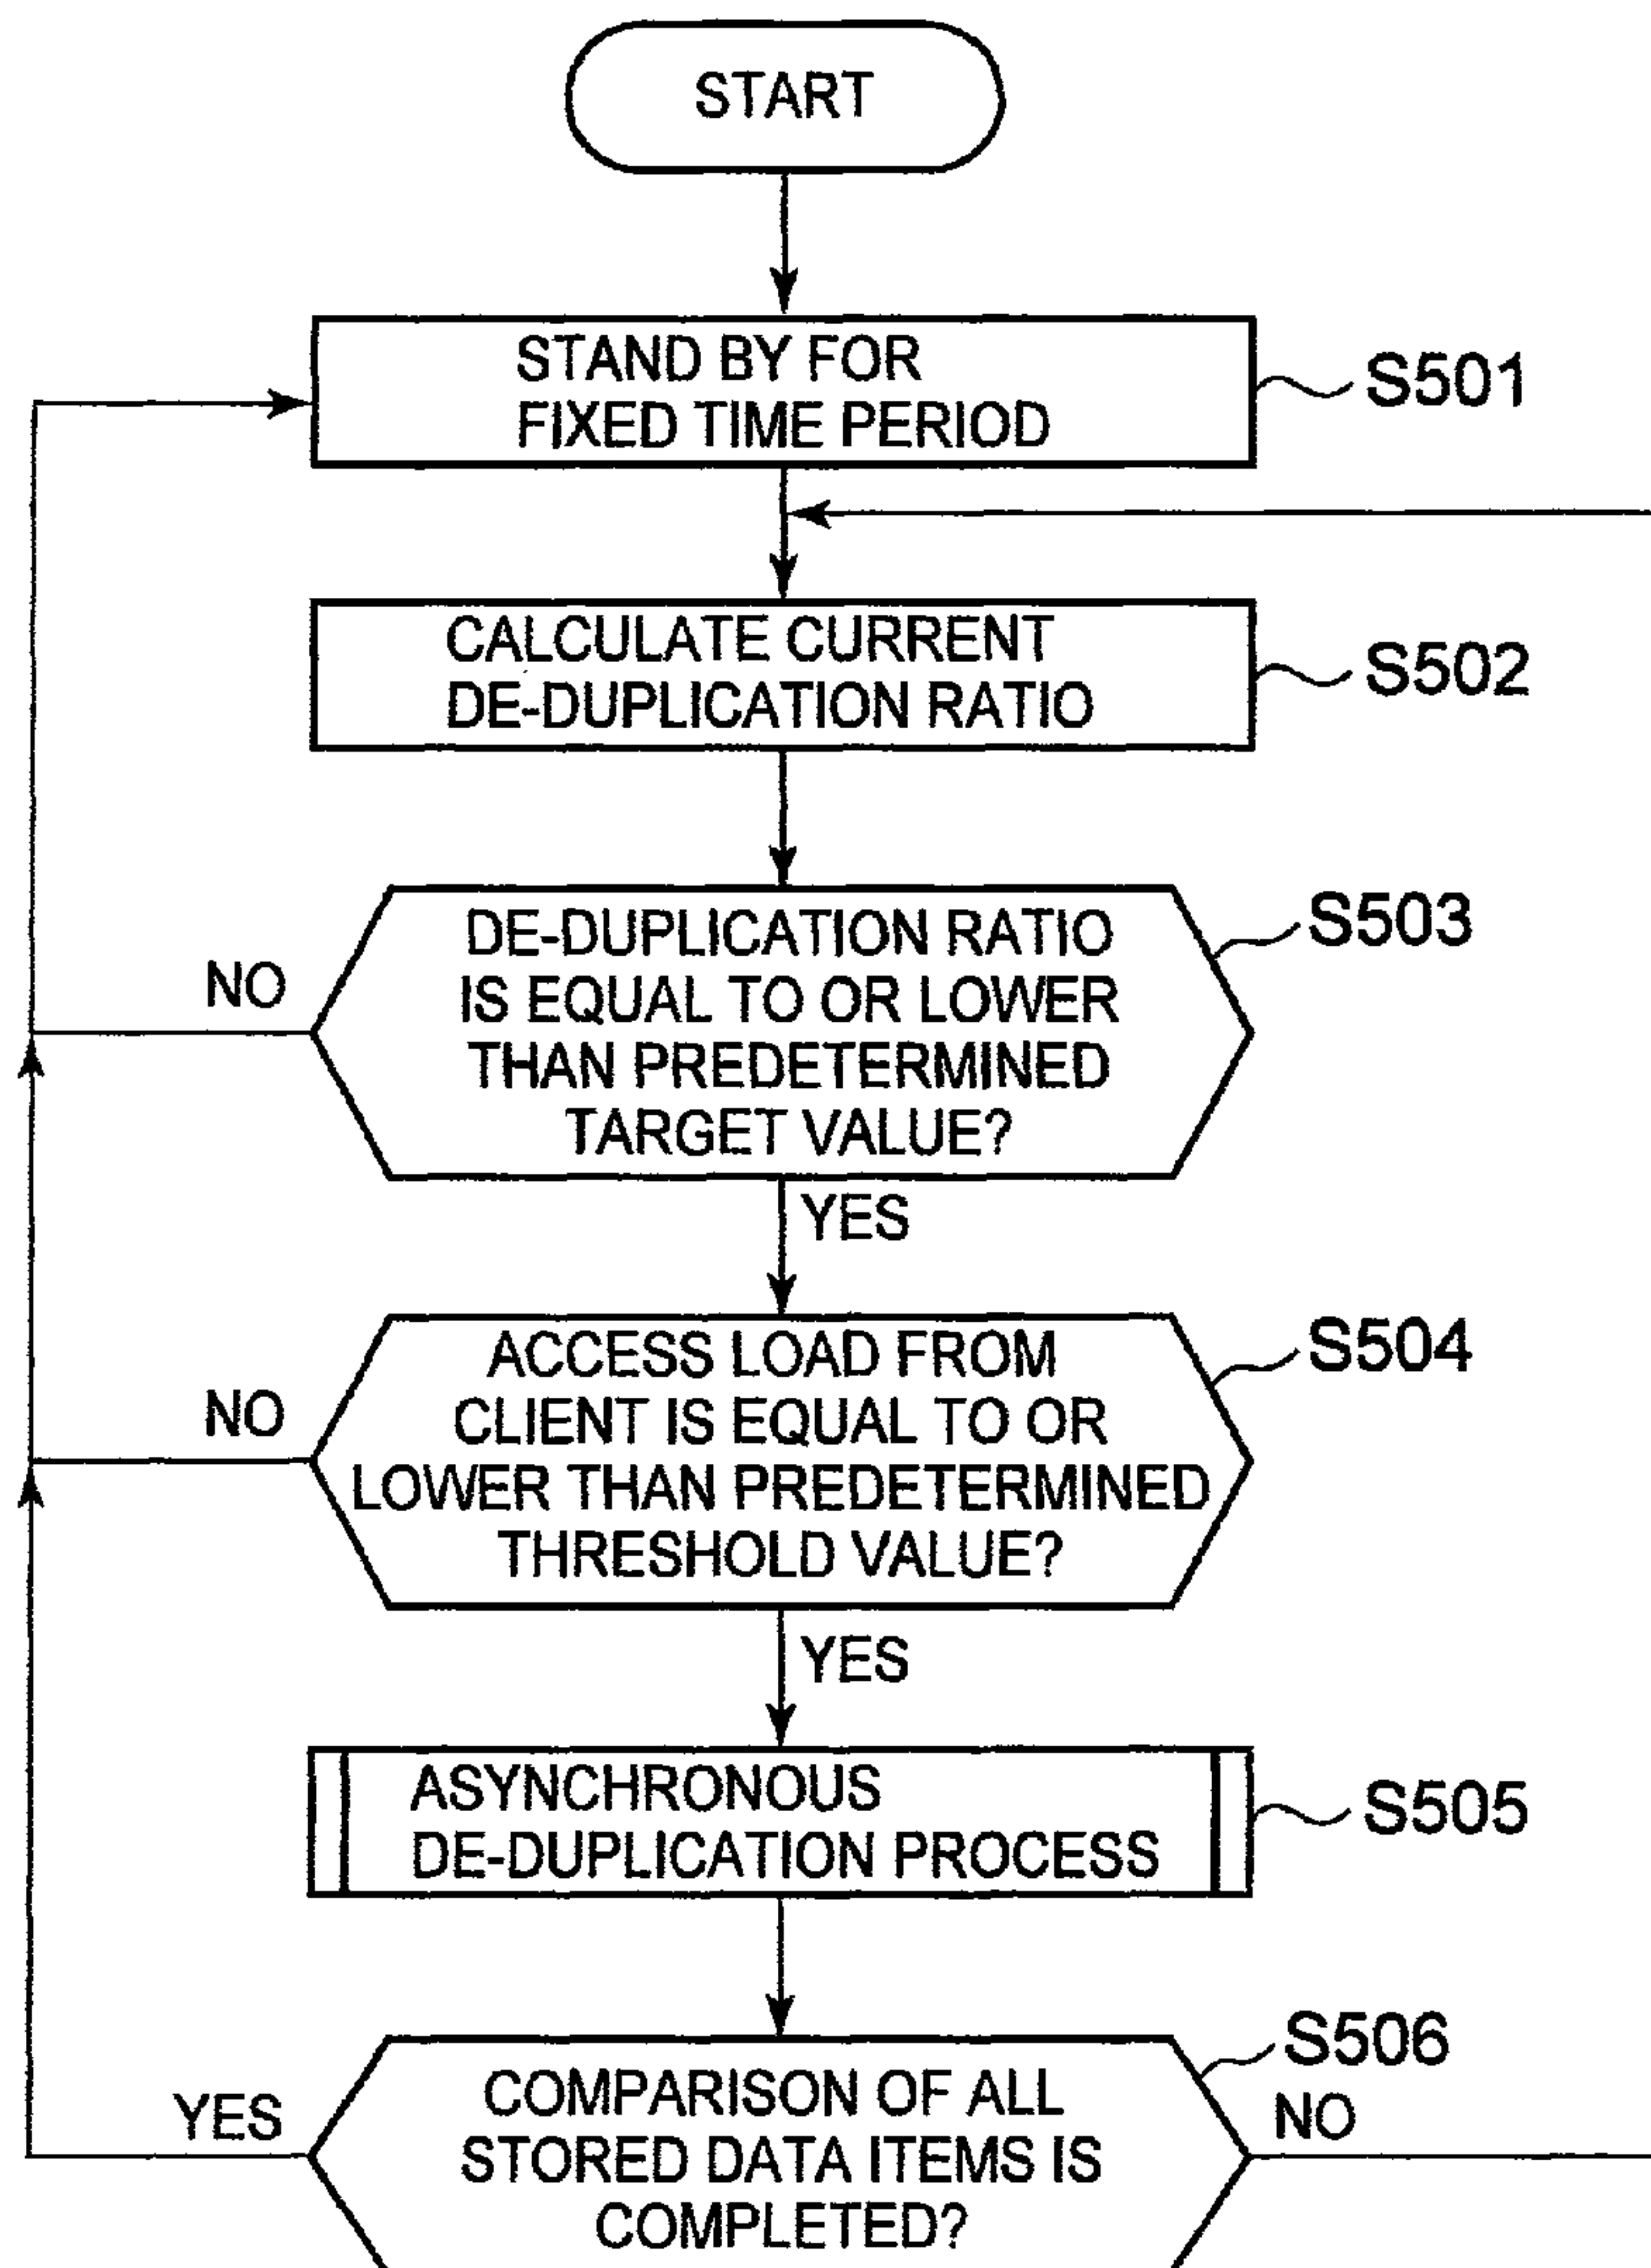 START
STAND BY FOR
FIXED TIME PERIOD
S501
CALCULATE CURRENT
DE-DUPLICATION RATIO
S502
DE-DUPLICATION RATIO
IS EQUAL TO OR LOWER
THAN PREDETERMINED
TARGET VALUE?
S503
NO
YES
ACCESS LOAD FROM
CLIENT IS EQUAL TO OR
LOWER THAN PREDETERMINED
THRESHOLD VALUE?
S504
NO
YES
ASYNCHRONOUS
DE-DUPLICATION PROCESS
S505
COMPARISON OF ALL
STORED DATA ITEMS IS
COMPLETED?
S506
YES
NO